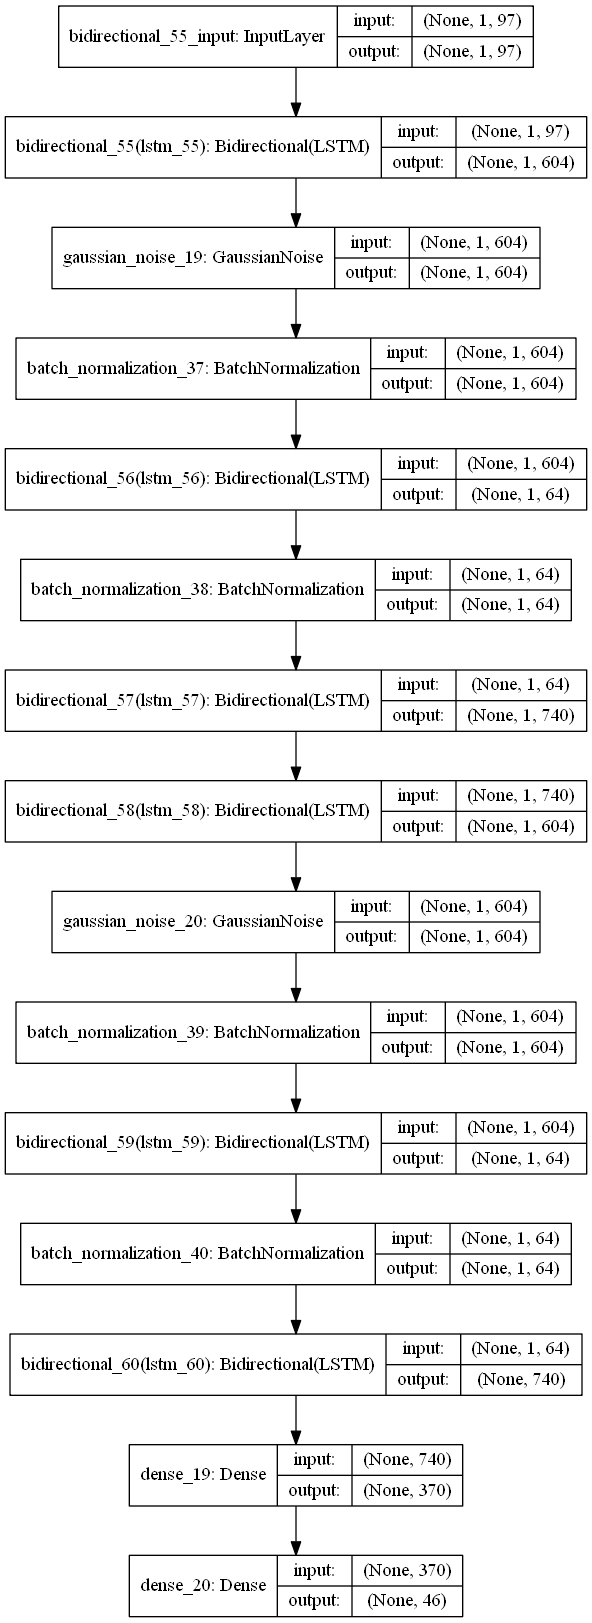 bidirectional_55_input: InputLayer
input: (None, 1, 97)
output: (None, 1, 97)
bidirectional_55(lstm_55): Bidirectional(LSTM)
input: (None, 1, 97)
output: (None, 1, 604)
gaussian_noise_19: GaussianNoise
input: (None, 1, 604)
output: (None, 1, 604)
batch_normalization_37: BatchNormalization
input: (None, 1, 604)
output: (None, 1, 604)
bidirectional_56(lstm_56): Bidirectional(LSTM)
input: (None, 1, 604)
output: (None, 1, 64)
batch_normalization_38: BatchNormalization
input: (None, 1, 64)
output: (None, 1, 64)
bidirectional_57(lstm_57): Bidirectional(LSTM)
input: (None, 1, 64)
output: (None, 1, 740)
bidirectional_58(lstm_58): Bidirectional(LSTM)
input: (None, 1, 740)
output: (None, 1, 604)
gaussian_noise_20: GaussianNoise
input: (None, 1, 604)
output: (None, 1, 604)
batch_normalization_39: BatchNormalization
input: (None, 1, 604)
output: (None, 1, 604)
bidirectional_59(lstm_59): Bidirectional(LSTM)
input: (None, 1, 604)
output: (None, 1, 64)
batch_normalization_40: BatchNormalization
input: (None, 1, 64)
output: (None, 1, 64)
bidirectional_60(lstm_60): Bidirectional(LSTM)
input: (None, 1, 64)
output: (None, 740)
dense_19: Dense
input: (None, 740)
output: (None, 370)
dense_20: Dense
input: (None, 370)
output: (None, 46)